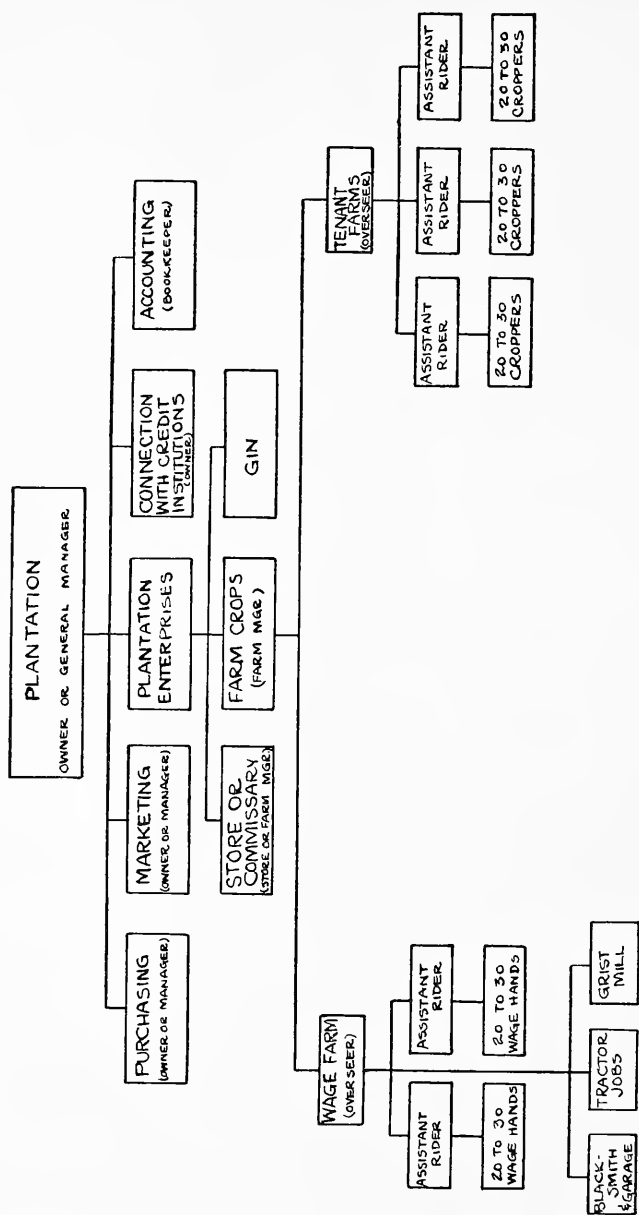 PLANTATION
OWNER OR GENERAL MANAGER
PURCHASING
(OWNER OR MANAGER)
MARKETING
(OWNER OR MANAGER)
PLANTATION
ENTERPRISES
CONNECTION
WITH CREDIT
INSTITUTIONS
(OWNER)
ACCOUNTING
(BOOKKEEPER)
STORE OR
COMMISSARY
(STORE OR FARM MGR)
FARM CROPS
(FARM MGR)
GIN
WAGE FARM
(OVERSEER)
TENANT
FARMS
(OVERSEER)
ASSISTANT
RIDER
ASSISTANT
RIDER
ASSISTANT
RIDER
ASSISTANT
RIDER
ASSISTANT
RIDER
20 TO 30
WAGE HANDS
20 TO 30
WAGE HANDS
20 TO 30
CROPPERS
20 TO 30
CROPPERS
20 TO 30
CROPPERS
BLACK-
SMITH
& GARAGE
TRACTOR
JOBS
GRIST
MILL